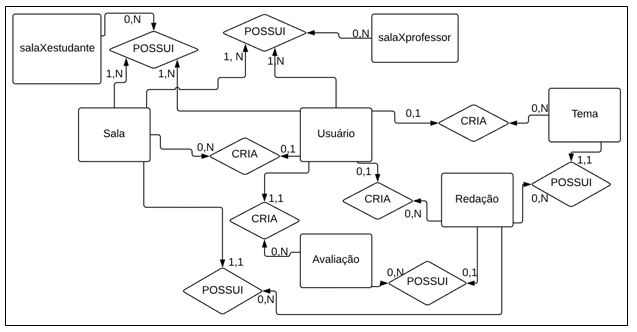 0,N
salaXestudante
POSSUI
POSSUI
0,N
salaXprofessor
1,N
1,N
1, N
1,N
Sala
Usuário
0,1
CRIA
0,N
Tema
0,N
CRIA
0,1
0,1
1,1
POSSUI
0,N
1,1
CRIA
CRIA
0,N
Redação
0,N
Avaliação
1,1
POSSUI
0,N
0,N
POSSUI
0,1